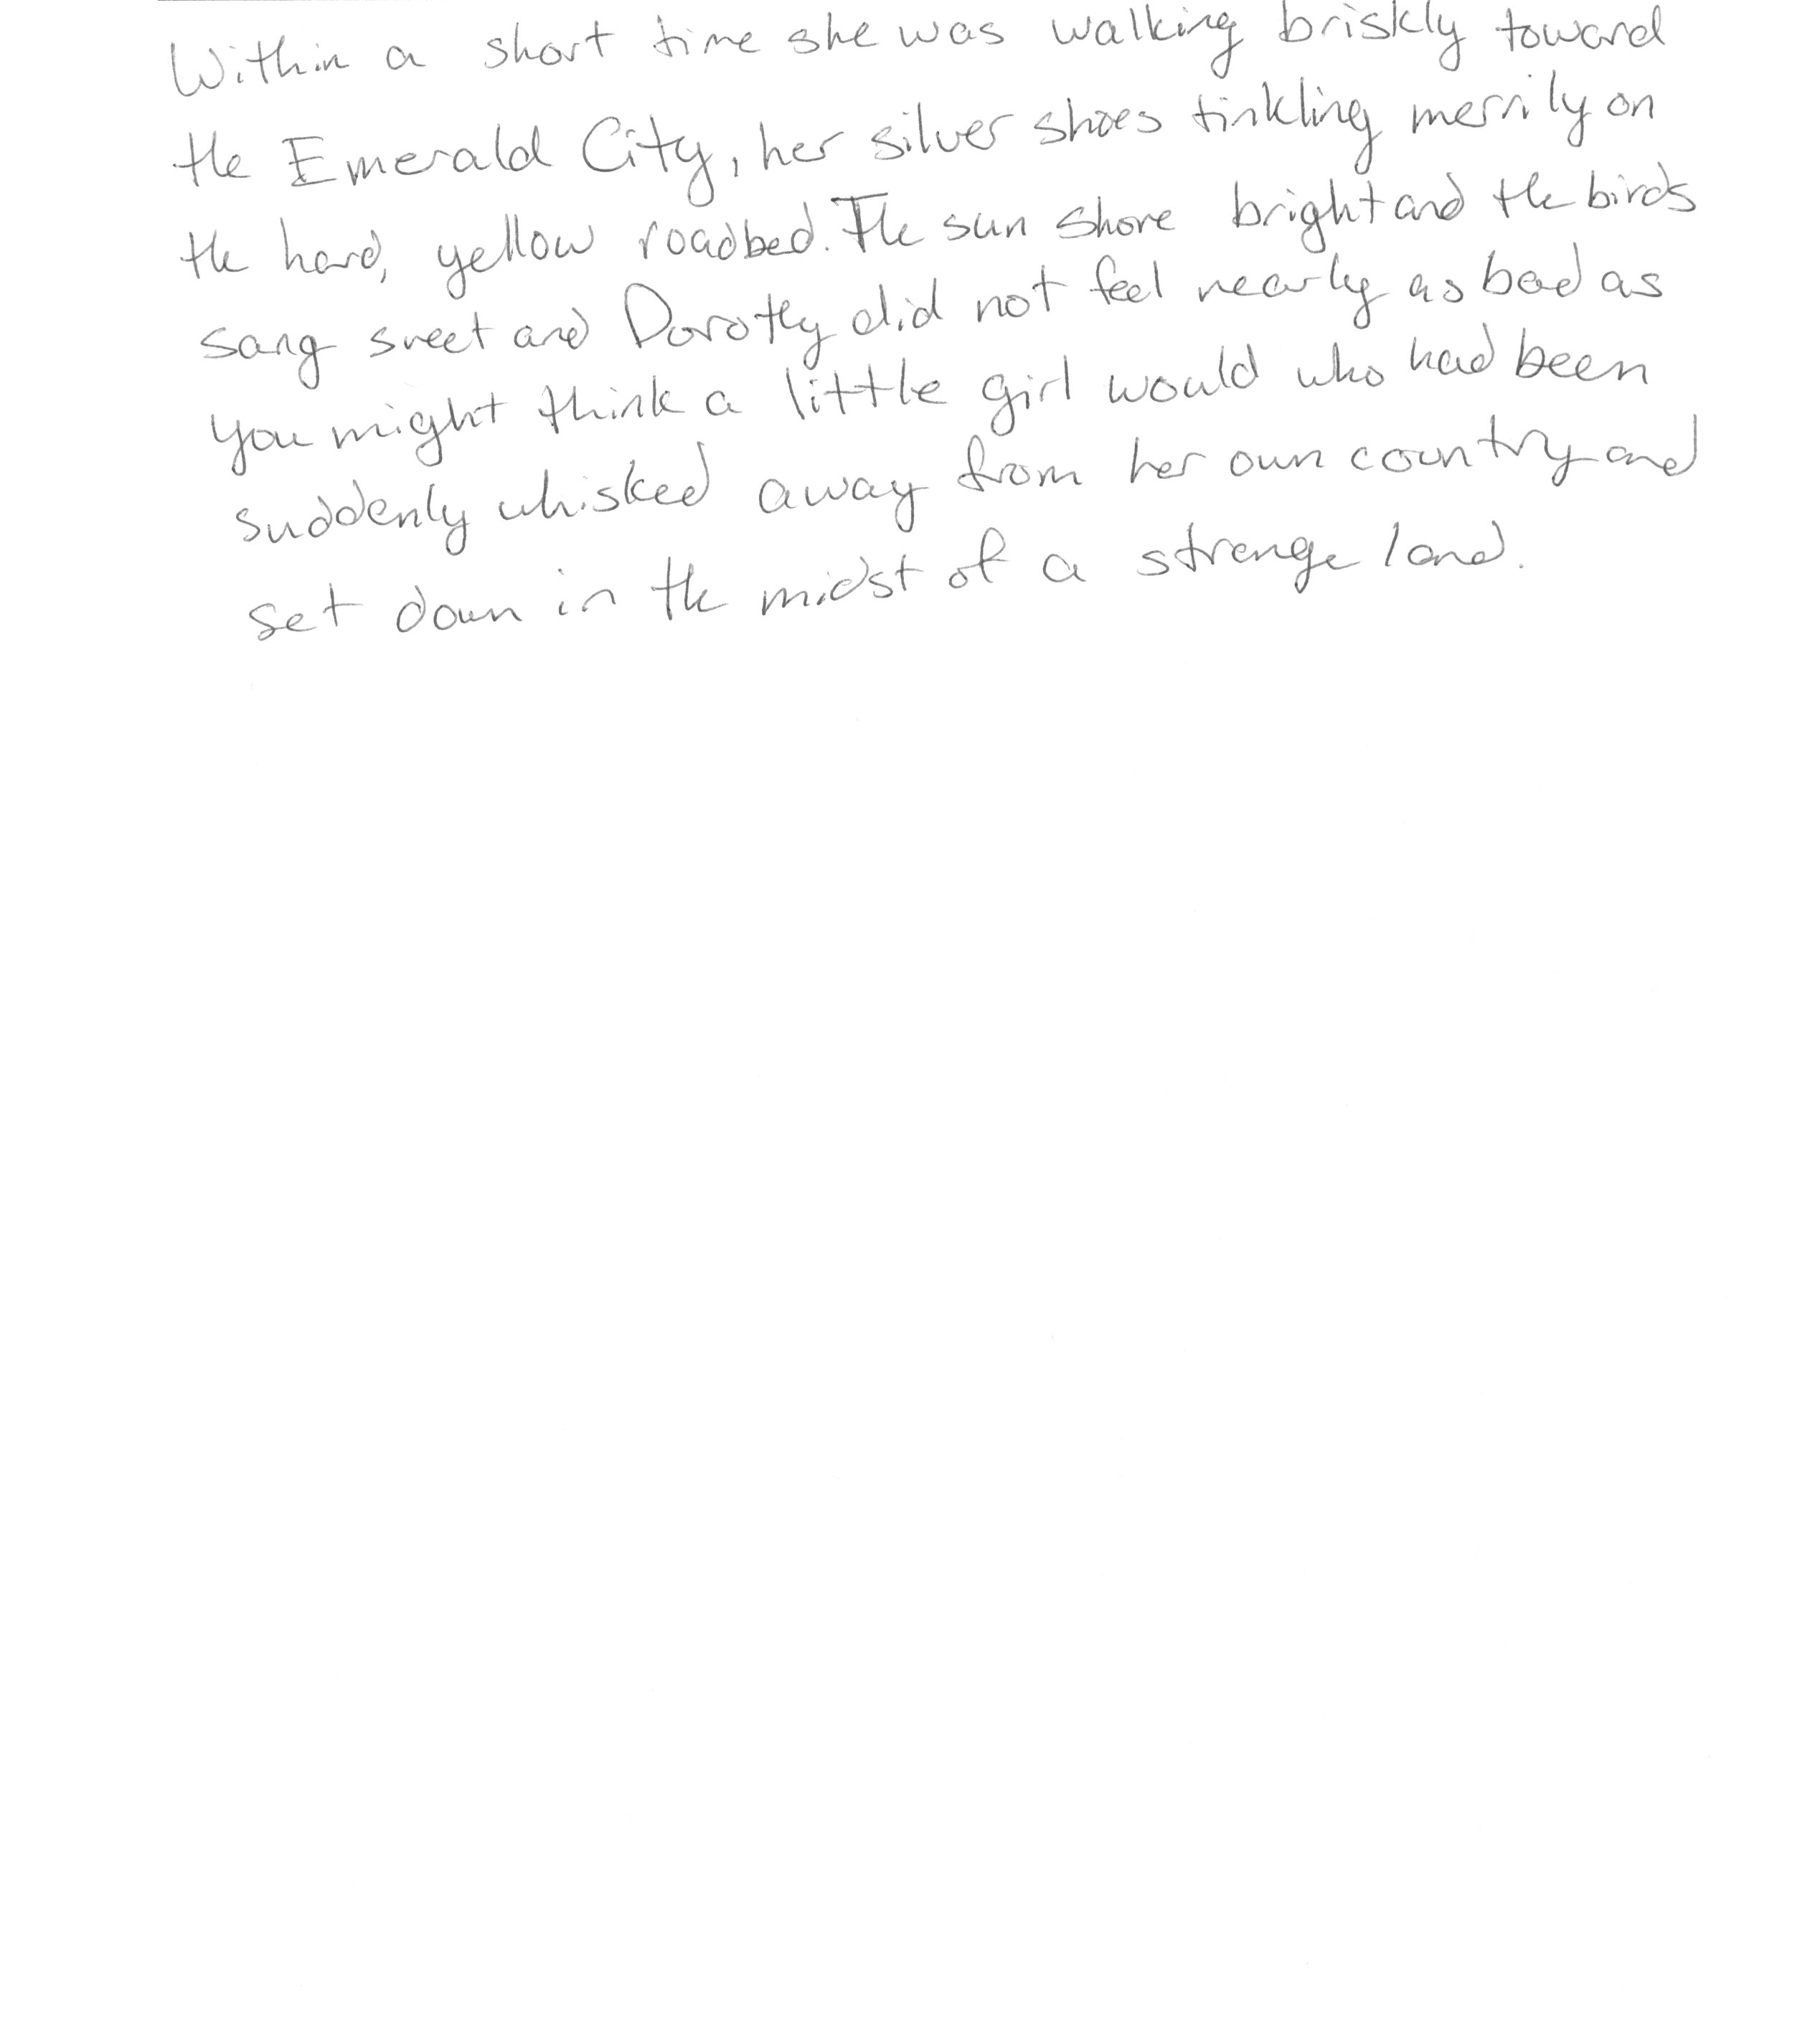 Within a short time she was walking briskly toward
the Emerald City, her silver shoes tinkling merrily on
the hard, yellow roadbed. The sun shone bright and the birds
sang sweet and Dorothy did not feel nearly as bad as
you might think a little girl would who had been
suddenly whisked away from her own country and
set down in the midst of a strange land.